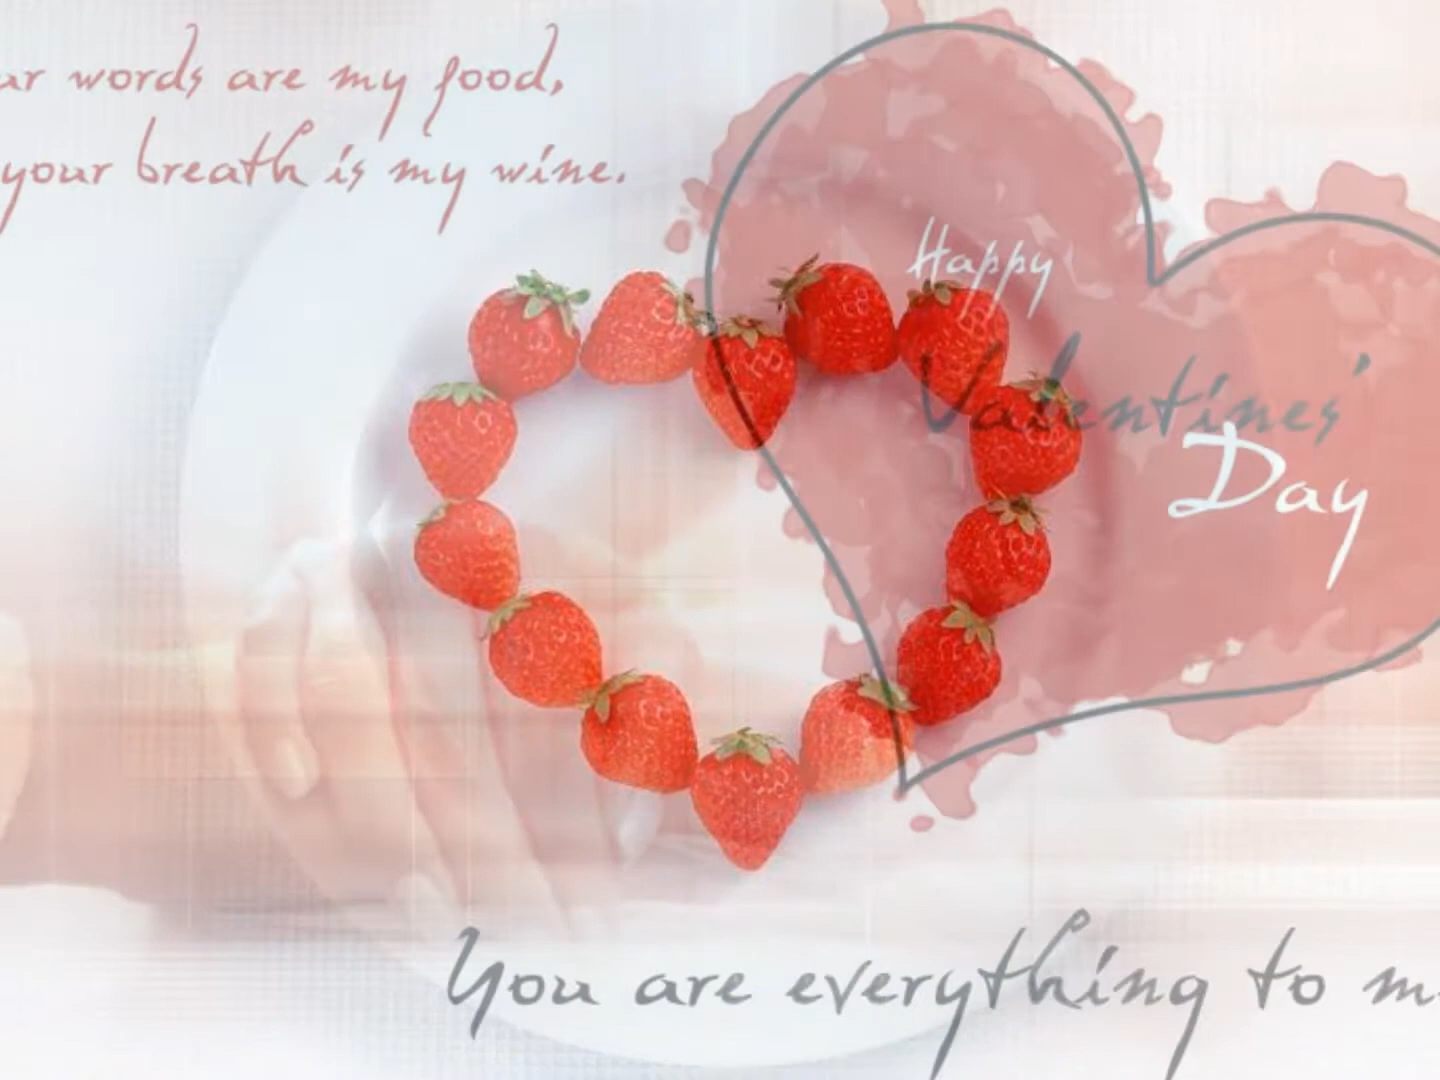 words are my food,
your breath is my wine.
Happy
Valentines'
Day
You are everything to